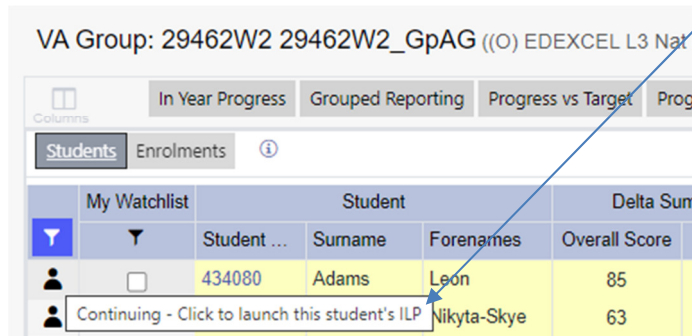 VA Group: 29462W2 29462W2_GpAG ((O) EDEXCEL L3 Nat
Columns
In Year Progress Grouped Reporting Progress vs Target Prog
Students Enrolments
My Watchlist Student Delta Sum
Student ... Surname Forenames Overall Score
434080 Adams Leon 85
Continuing - Click to launch this student's ILP Nikyta-Skye 63